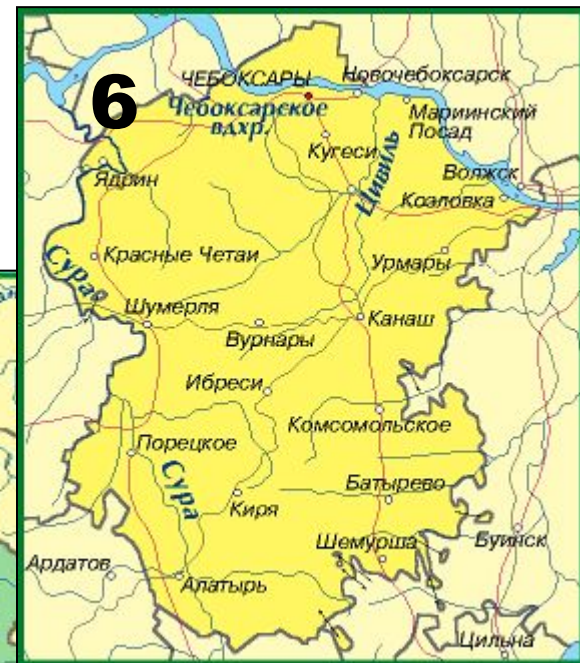 6
ЧЕБОКСАРЫ
Новочебоксарск
Чебоксарское
вдхр.
Мариинский
Посад
Кугеси
Цивиль
Волжск
Ядрин
Козловка
Сура
Красные Четаи
Урмары
Шумерля
Канаш
Вурнары
Ибреси
Комсомольское
Порецкое
Сура
Киря
Батырево
Шемурша
Буинск
Ардатов
Алатырь
Цильна